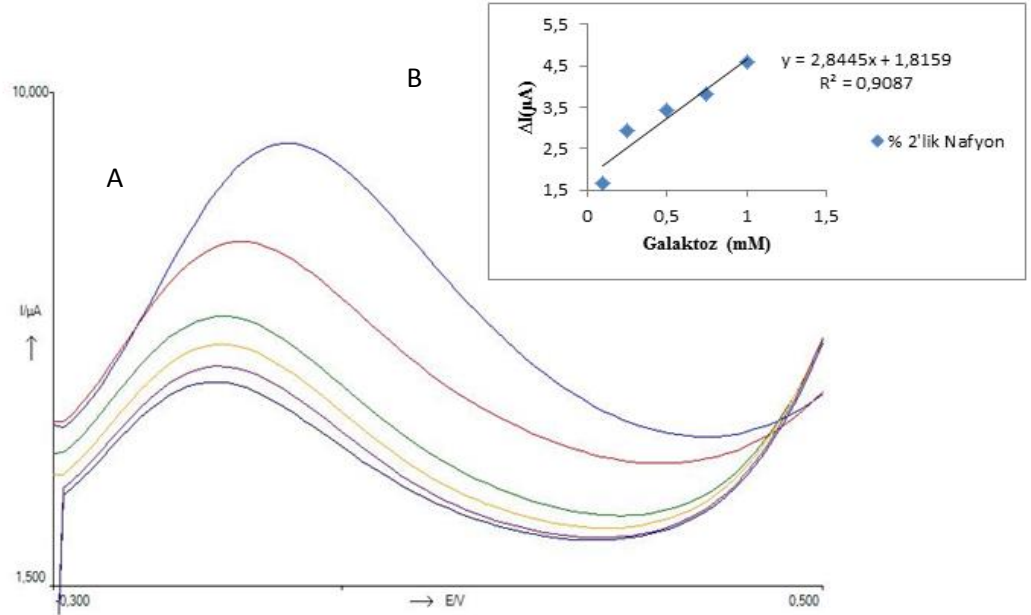 A
10,000
I/µA
1,500
-0.300
E/V
0.500
B
5,5
4,5
3,5
2,5
1,5
ΔI(µA)
0
0,5
1
1,5
Galaktoz (mM)
y = 2,8445x + 1,8159
R² = 0,9087
% 2'lik Nafyon